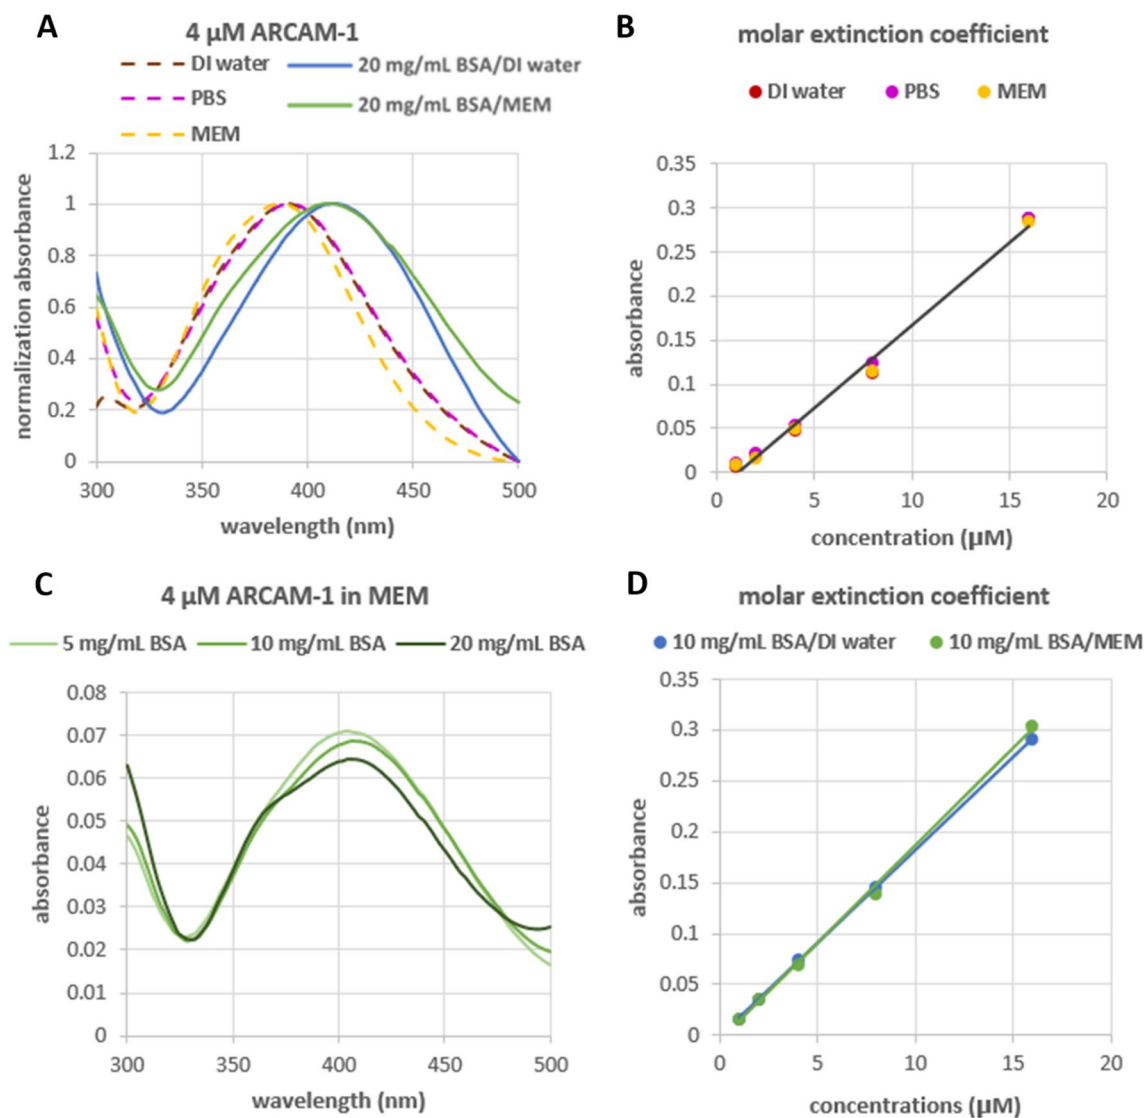 A
4 µM ARCAM-1
DI water
20 mg/mL BSA/DI water
PBS
20 mg/mL BSA/MEM
MEM
1.2
1
0.8
0.6
0.4
0.2
0
normalization absorbance
300 350 400 450 500
wavelength (nm)
B
molar extinction coefficient
DI water PBS MEM
0.35
0.3
0.25
0.2
0.15
0.1
0.05
0
absorbance
0 5 10 15 20
concentration (µM)
C
4 µM ARCAM-1 in MEM
5 mg/mL BSA 10 mg/mL BSA 20 mg/mL BSA
0.08
0.07
0.06
0.05
0.04
0.03
0.02
0.01
0
absorbance
300 350 400 450 500
wavelength (nm)
D
molar extinction coefficient
10 mg/mL BSA/DI water 10 mg/mL BSA/MEM
0.35
0.3
0.25
0.2
0.15
0.1
0.05
0
absorbance
0 5 10 15 20
concentrations (µM)